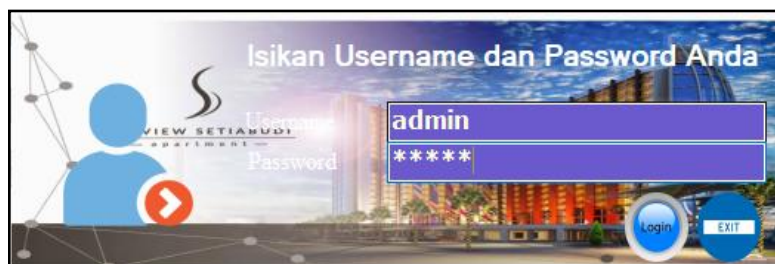 Isikan Username dan Password Anda
Username
admin
VIEW SETIABUDI
apartment
Password
*****
Login
EXIT